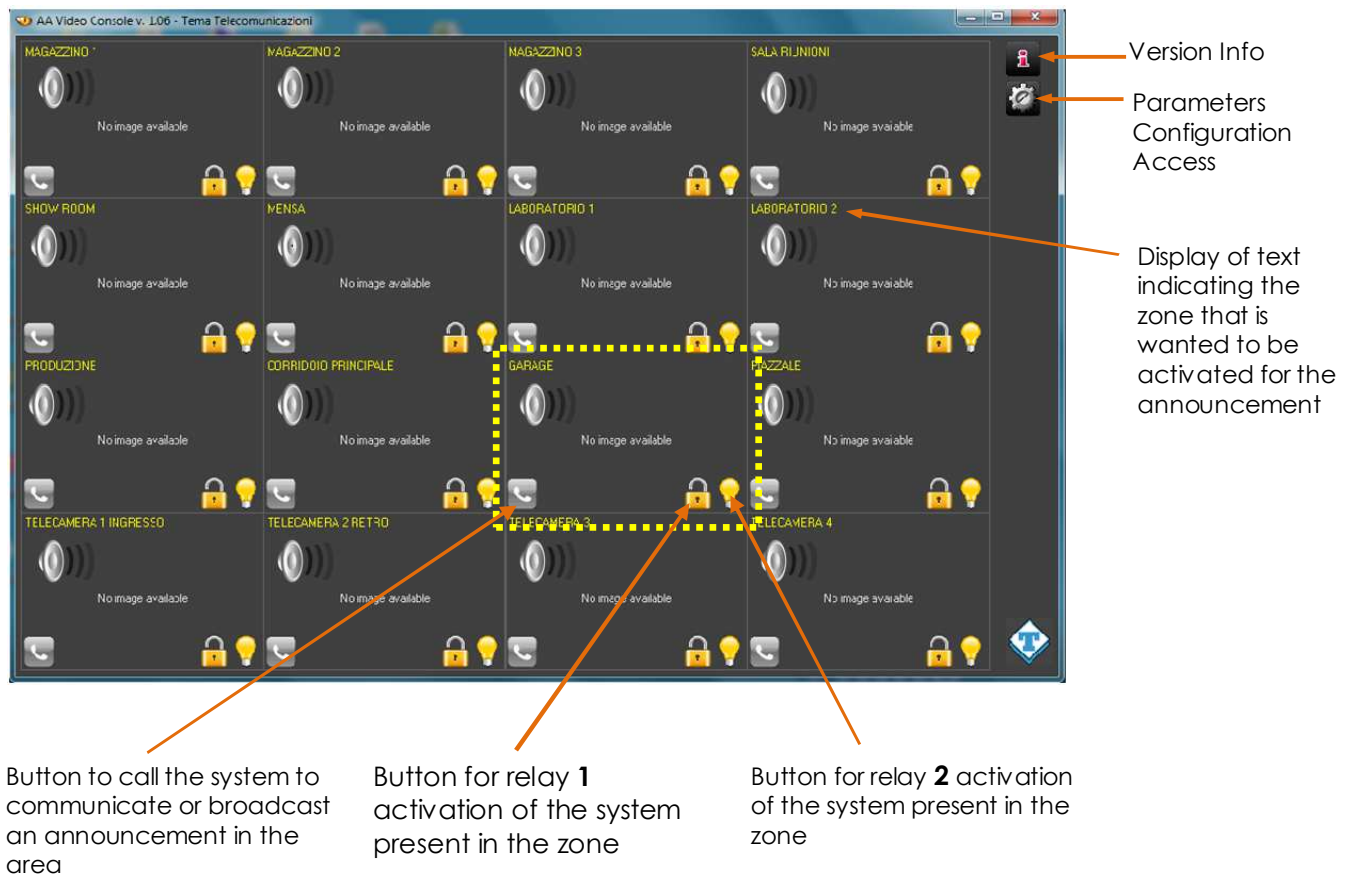 AA Video Console v. 1.06 - Tema Telecomunicazioni
MAGAZZINO 1
MAGAZZINO 2
MAGAZZINO 3
SALA RIUNIONI
No image available
No image available
No image available
No image available
SHOW ROOM
MENSA
LABORATORIO 1
LABORATORIO 2
No image available
No image available
No image available
No image available
PRODUZIONE
CORRIDOIO PRINCIPALE
GARAGE
PIAZZALE
No image available
No image available
No image available
No image available
TELECAMERA 1 INGRESSO
TELECAMERA 2 RETRO
TELECAMERA 3
TELECAMERA 4
No image available
No image available
No image available
No image available
T
Version Info
Parameters
Configuration
Access
Display of text
indicating the
zone that is
wanted to be
activated for the
announcement
Button to call the system to
communicate or broadcast
an announcement in the
area
Button for relay 1
activation of the system
present in the zone
Button for relay 2 activation
of the system present in the
zone